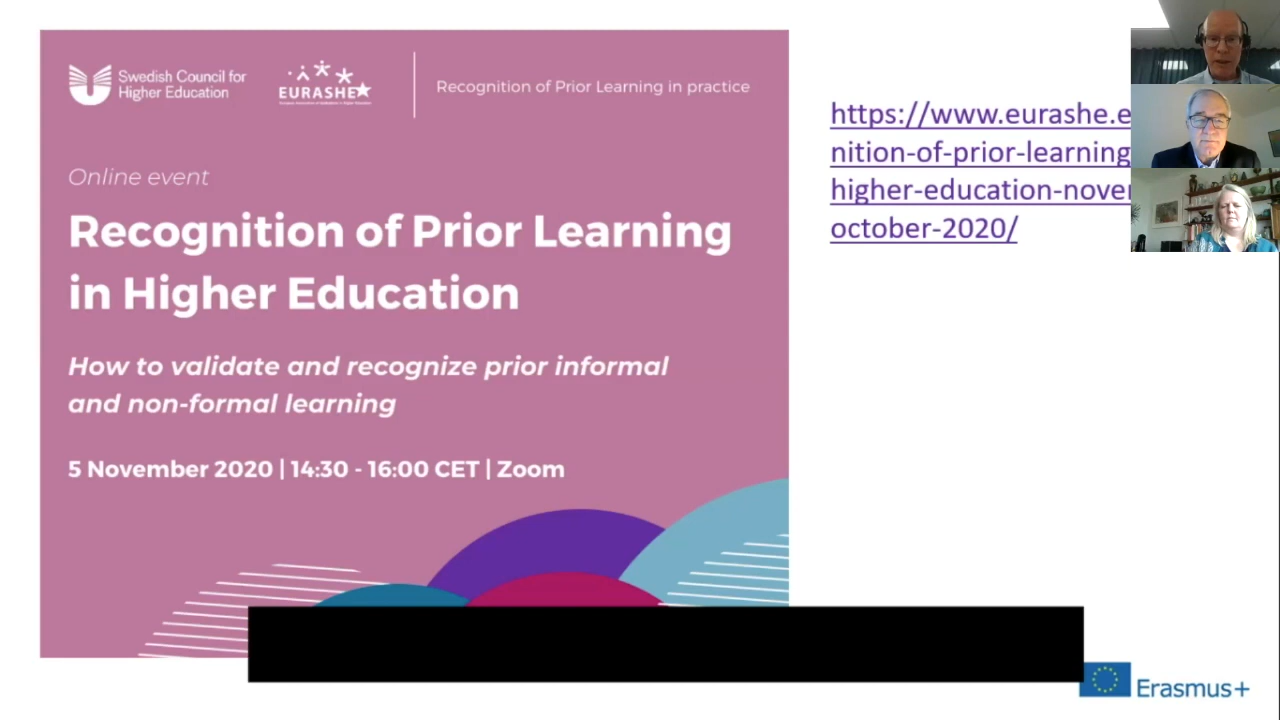 Swedish Council for
Higher Education
EURASHE
Recognition of Prior Learning in practice
Online event
Recognition of Prior Learning
in Higher Education
How to validate and recognize prior informal
and non-formal learning
5 November 2020 | 14:30 - 16:00 CET | Zoom
https://www.eurashe.e
nition-of-prior-learning
higher-education-nove
october-2020/
Erasmus+